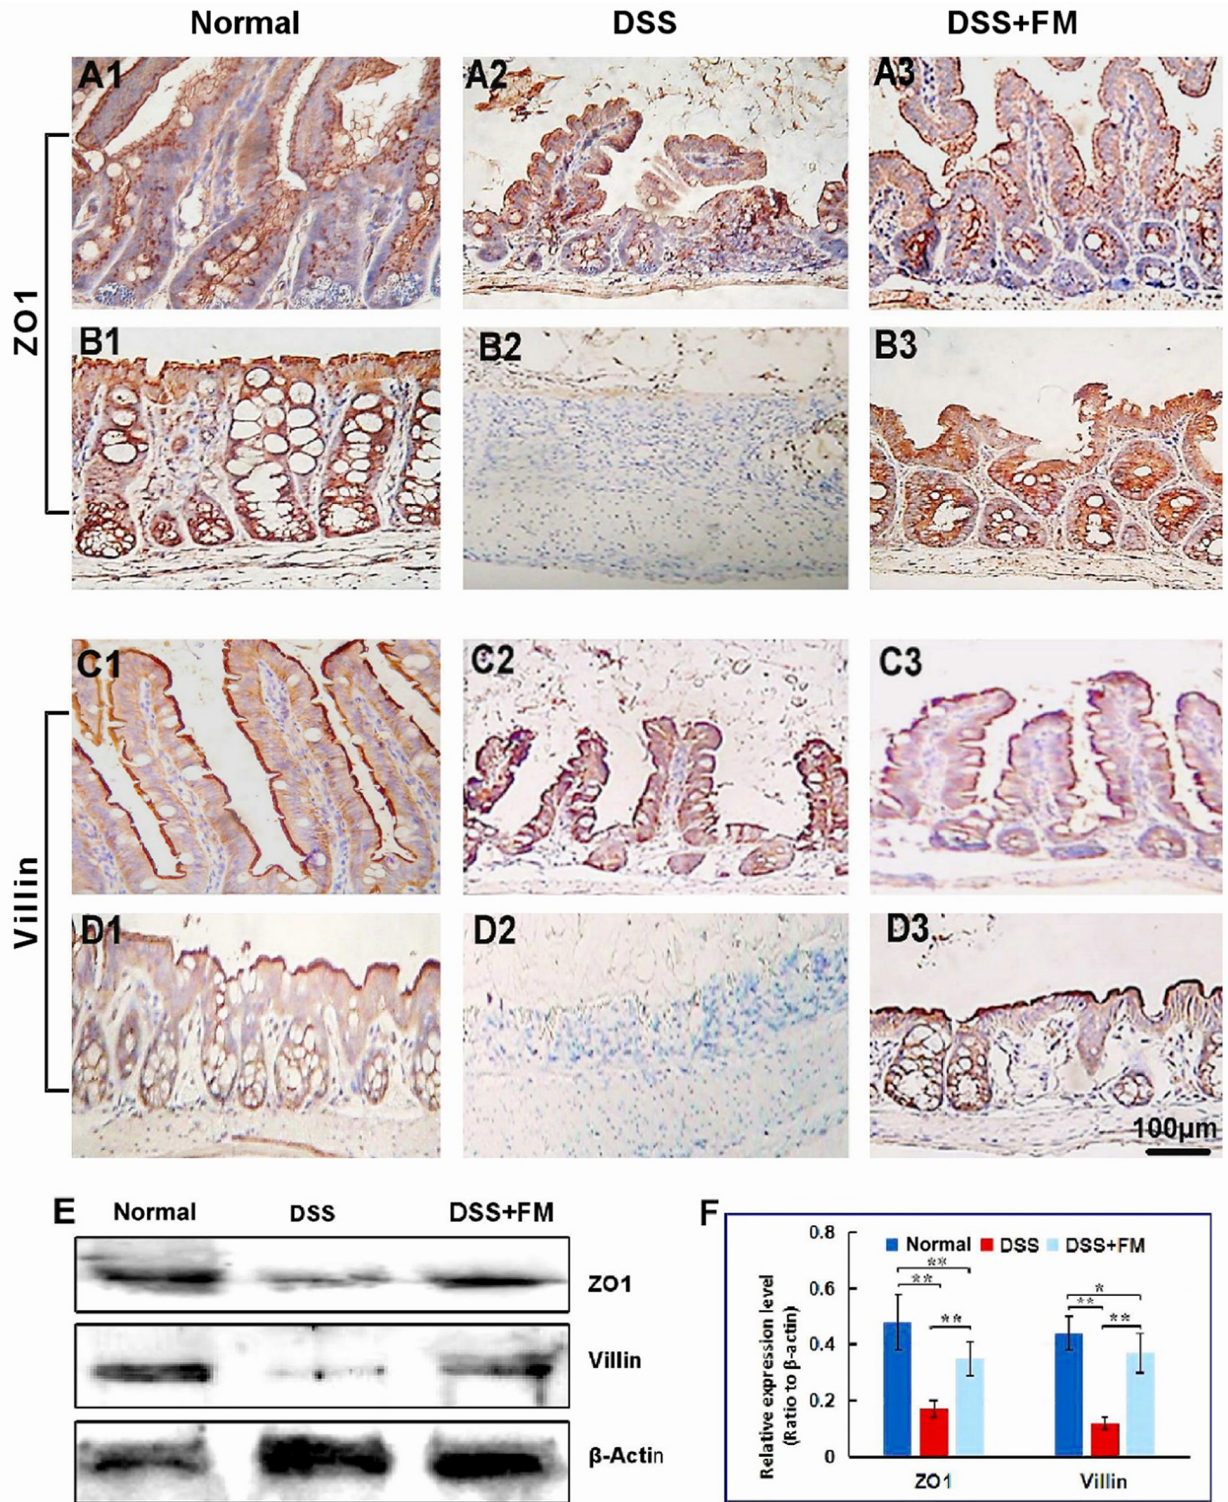 Normal DSS DSS+FM
A1 A2 A3
ZO1
B1 B2 B3
C1 C2 C3
Villin
D1 D2 D3
100μm
E Normal DSS DSS+FM
ZO1
Villin
β-Actin
F
0.8
Normal DSS DSS+FM
** **
0.6
* ** **
**
0.4
0.2
0
Relative expression level
(Ratio to β-actin)
ZO1 Villin